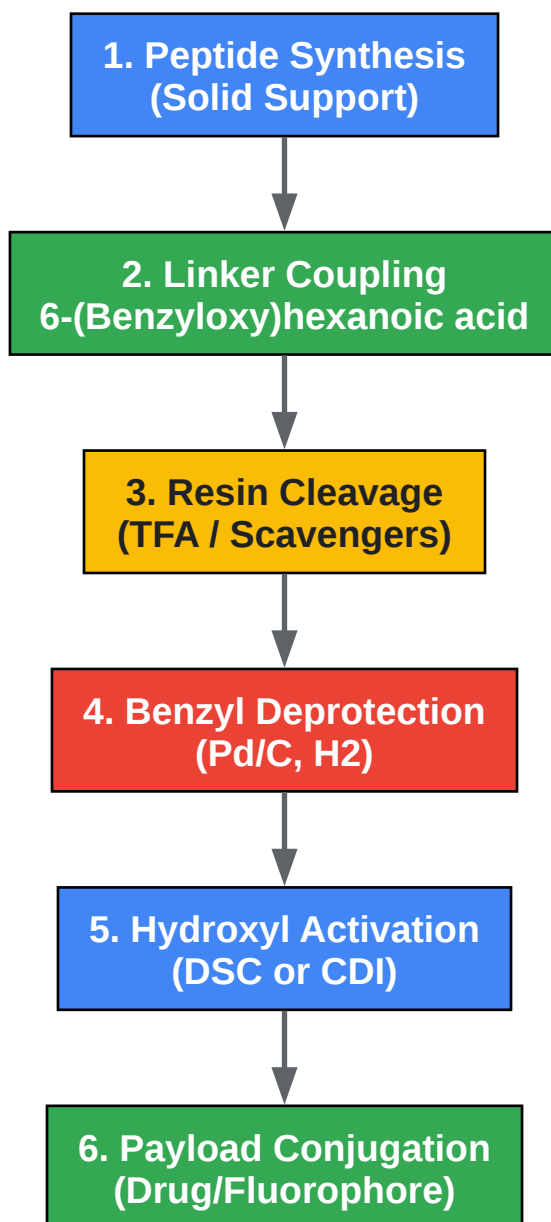 1. Peptide Synthesis
(Solid Support)
2. Linker Coupling
6-(Benzyloxy)hexanoic acid
3. Resin Cleavage
(TFA / Scavengers)
4. Benzyl Deprotection
(Pd/C, H2)
5. Hydroxyl Activation
(DSC or CDI)
6. Payload Conjugation
(Drug/Fluorophore)